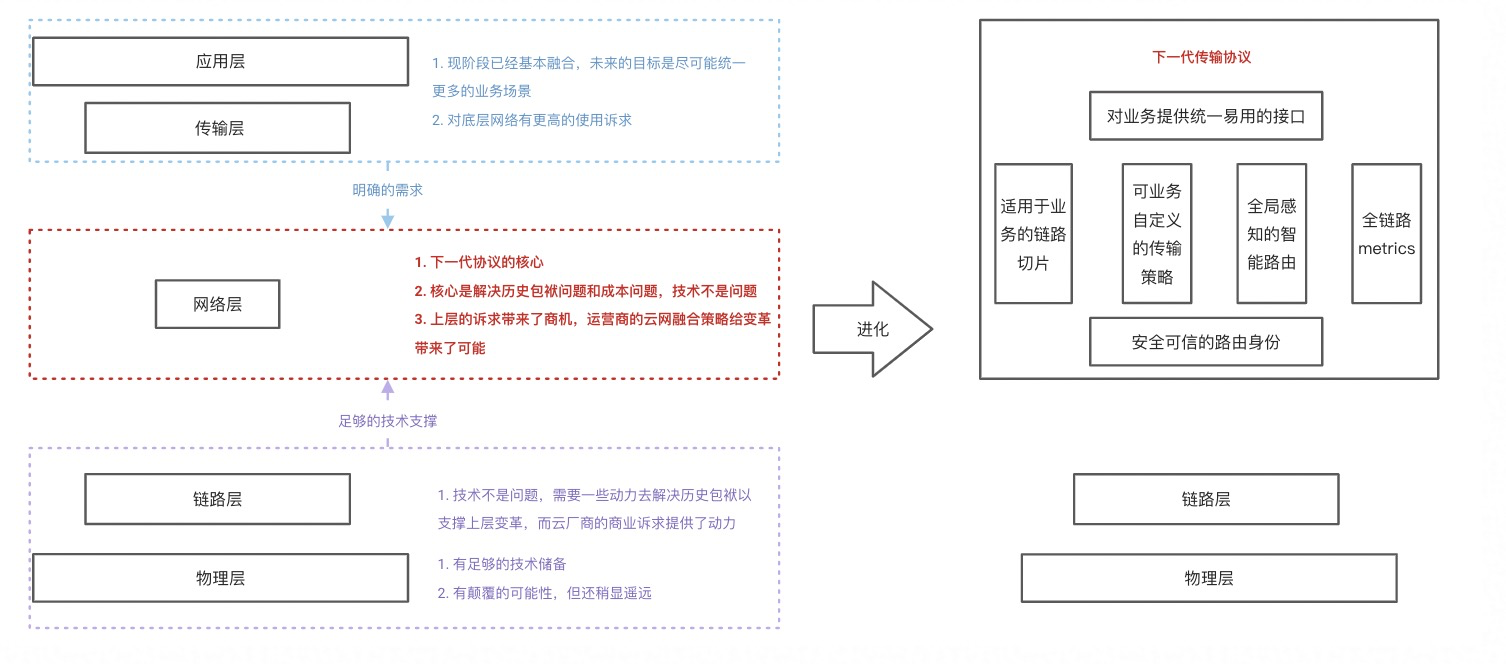 应用层
传输层
1. 现阶段已经基本融合，未来的目标是尽可能统一
更多的业务场景
2. 对底层网络有更高的使用诉求
明确的需求
网络层
1. 下一代协议的核心
2. 核心是解决历史包袱问题和成本问题，技术不是问题
3. 上层的诉求带来了商机，运营商的云网融合策略给变革
带来了可能
足够的技术支撑
链路层
1. 技术不是问题，需要一些动力去解决历史包袱以
支撑上层变革，而云厂商的商业诉求提供了动力
物理层
1. 有足够的技术储备
2. 有颠覆的可能性，但还稍显遥远
进化
下一代传输协议
对业务提供统一易用的接口
适用于业
务的链路
切片
可业务
自定义
的传输
策略
全局感
知的智
能路由
全链路
metrics
安全可信的路由身份
链路层
物理层